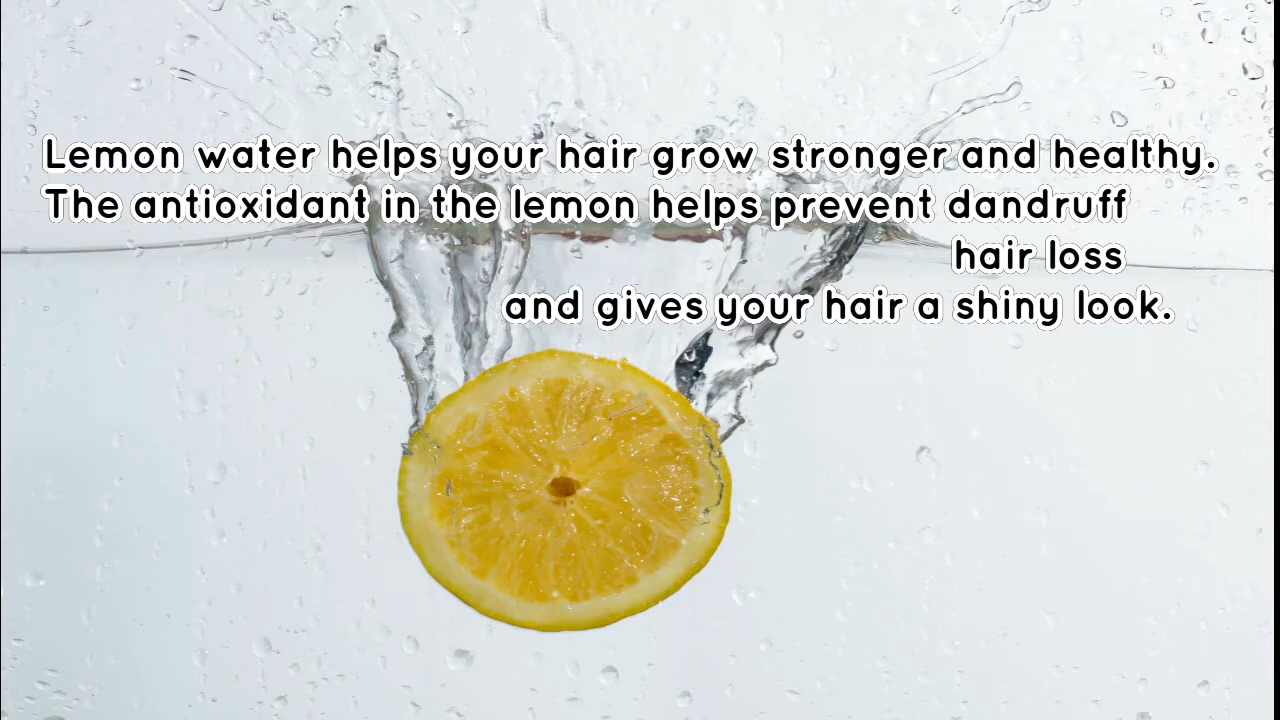 Lemon water helps your hair grow stronger and healthy.
The antioxidant in the lemon helps prevent dandruff
hair loss
and gives your hair a shiny look.